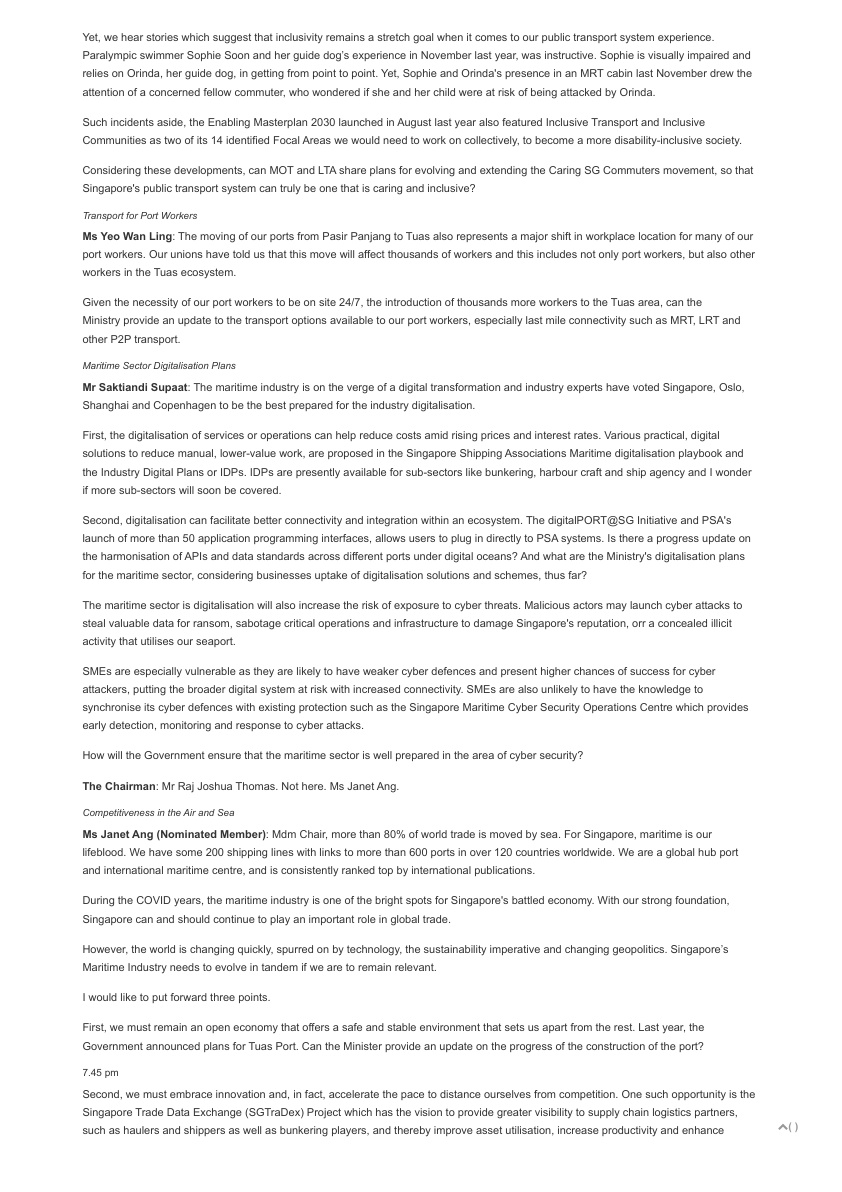 Yet, we hear stories which suggest that inclusivity remains a stretch goal when it comes to our public transport system experience.
Paralympic swimmer Sophie Soon and her guide dog's experience in November last year, was instructive. Sophie is visually impaired and
relies on Orinda, her guide dog, in getting from point to point. Yet, Sophie and Orinda's presence in an MRT cabin last November drew the
attention of a concerned fellow commuter, who wondered if she and her child were at risk of being attacked by Orinda.
Such incidents aside, the Enabling Masterplan 2030 launched in August last year also featured Inclusive Transport and Inclusive
Communities as two of its 14 identified Focal Areas we would need to work on collectively, to become a more disability-inclusive society.
Considering these developments, can MOT and LTA share plans for evolving and extending the Caring SG Commuters movement, so that
Singapore's public transport system can truly be one that is caring and inclusive?
Transport for Port Workers
Ms Yeo Wan Ling: The moving of our ports from Pasir Panjang to Tuas also represents a major shift in workplace location for many of our
port workers. Our unions have told us that this move will affect thousands of workers and this includes not only port workers, but also other
workers in the Tuas ecosystem.
Given the necessity of our port workers to be on site 24/7, the introduction of thousands more workers to the Tuas area, can the
Ministry provide an update to the transport options available to our port workers, especially last mile connectivity such as MRT, LRT and
other P2P transport.
Maritime Sector Digitalisation Plans
Mr Saktiandi Supaat: The maritime industry is on the verge of a digital transformation and industry experts have voted Singapore, Oslo,
Shanghai and Copenhagen to be the best prepared for the industry digitalisation.
First, the digitalisation of services or operations can help reduce costs amid rising prices and interest rates. Various practical, digital
solutions to reduce manual, lower-value work, are proposed in the Singapore Shipping Associations Maritime digitalisation playbook and
the Industry Digital Plans or IDPs. IDPs are presently available for sub-sectors like bunkering, harbour craft and ship agency and I wonder
if more sub-sectors will soon be covered.
Second, digitalisation can facilitate better connectivity and integration within an ecosystem. The digitalPORT@SG Initiative and PSA's
launch of more than 50 application programming interfaces, allows users to plug in directly to PSA systems. Is there a progress update on
the harmonisation of APIs and data standards across different ports under digital oceans? And what are the Ministry's digitalisation plans
for the maritime sector, considering businesses uptake of digitalisation solutions and schemes, thus far?
The maritime sector is digitalisation will also increase the risk of exposure to cyber threats. Malicious actors may launch cyber attacks to
steal valuable data for ransom, sabotage critical operations and infrastructure to damage Singapore's reputation, orr a concealed illicit
activity that utilises our seaport.
SMEs are especially vulnerable as they are likely to have weaker cyber defences and present higher chances of success for cyber
attackers, putting the broader digital system at risk with increased connectivity. SMEs are also unlikely to have the knowledge to
synchronise its cyber defences with existing protection such as the Singapore Maritime Cyber Security Operations Centre which provides
early detection, monitoring and response to cyber attacks.
How will the Government ensure that the maritime sector is well prepared in the area of cyber security?
The Chairman: Mr Raj Joshua Thomas. Not here. Ms Janet Ang.
Competitiveness in the Air and Sea
Ms Janet Ang (Nominated Member): Mdm Chair, more than 80% of world trade is moved by sea. For Singapore, maritime is our
lifeblood. We have some 200 shipping lines with links to more than 600 ports in over 120 countries worldwide. We are a global hub port
and international maritime centre, and is consistently ranked top by international publications.
During the COVID years, the maritime industry is one of the bright spots for Singapore's battled economy. With our strong foundation,
Singapore can and should continue to play an important role in global trade.
However, the world is changing quickly, spurred on by technology, the sustainability imperative and changing geopolitics. Singapore's
Maritime Industry needs to evolve in tandem if we are to remain relevant.
I would like to put forward three points.
First, we must remain an open economy that offers a safe and stable environment that sets us apart from the rest. Last year, the
Government announced plans for Tuas Port. Can the Minister provide an update on the progress of the construction of the port?
7.45 pm
Second, we must embrace innovation and, in fact, accelerate the pace to distance ourselves from competition. One such opportunity is the
Singapore Trade Data Exchange (SGTraDex) Project which has the vision to provide greater visibility to supply chain logistics partners,
such as haulers and shippers as well as bunkering players, and thereby improve asset utilisation, increase productivity and enhance
( )